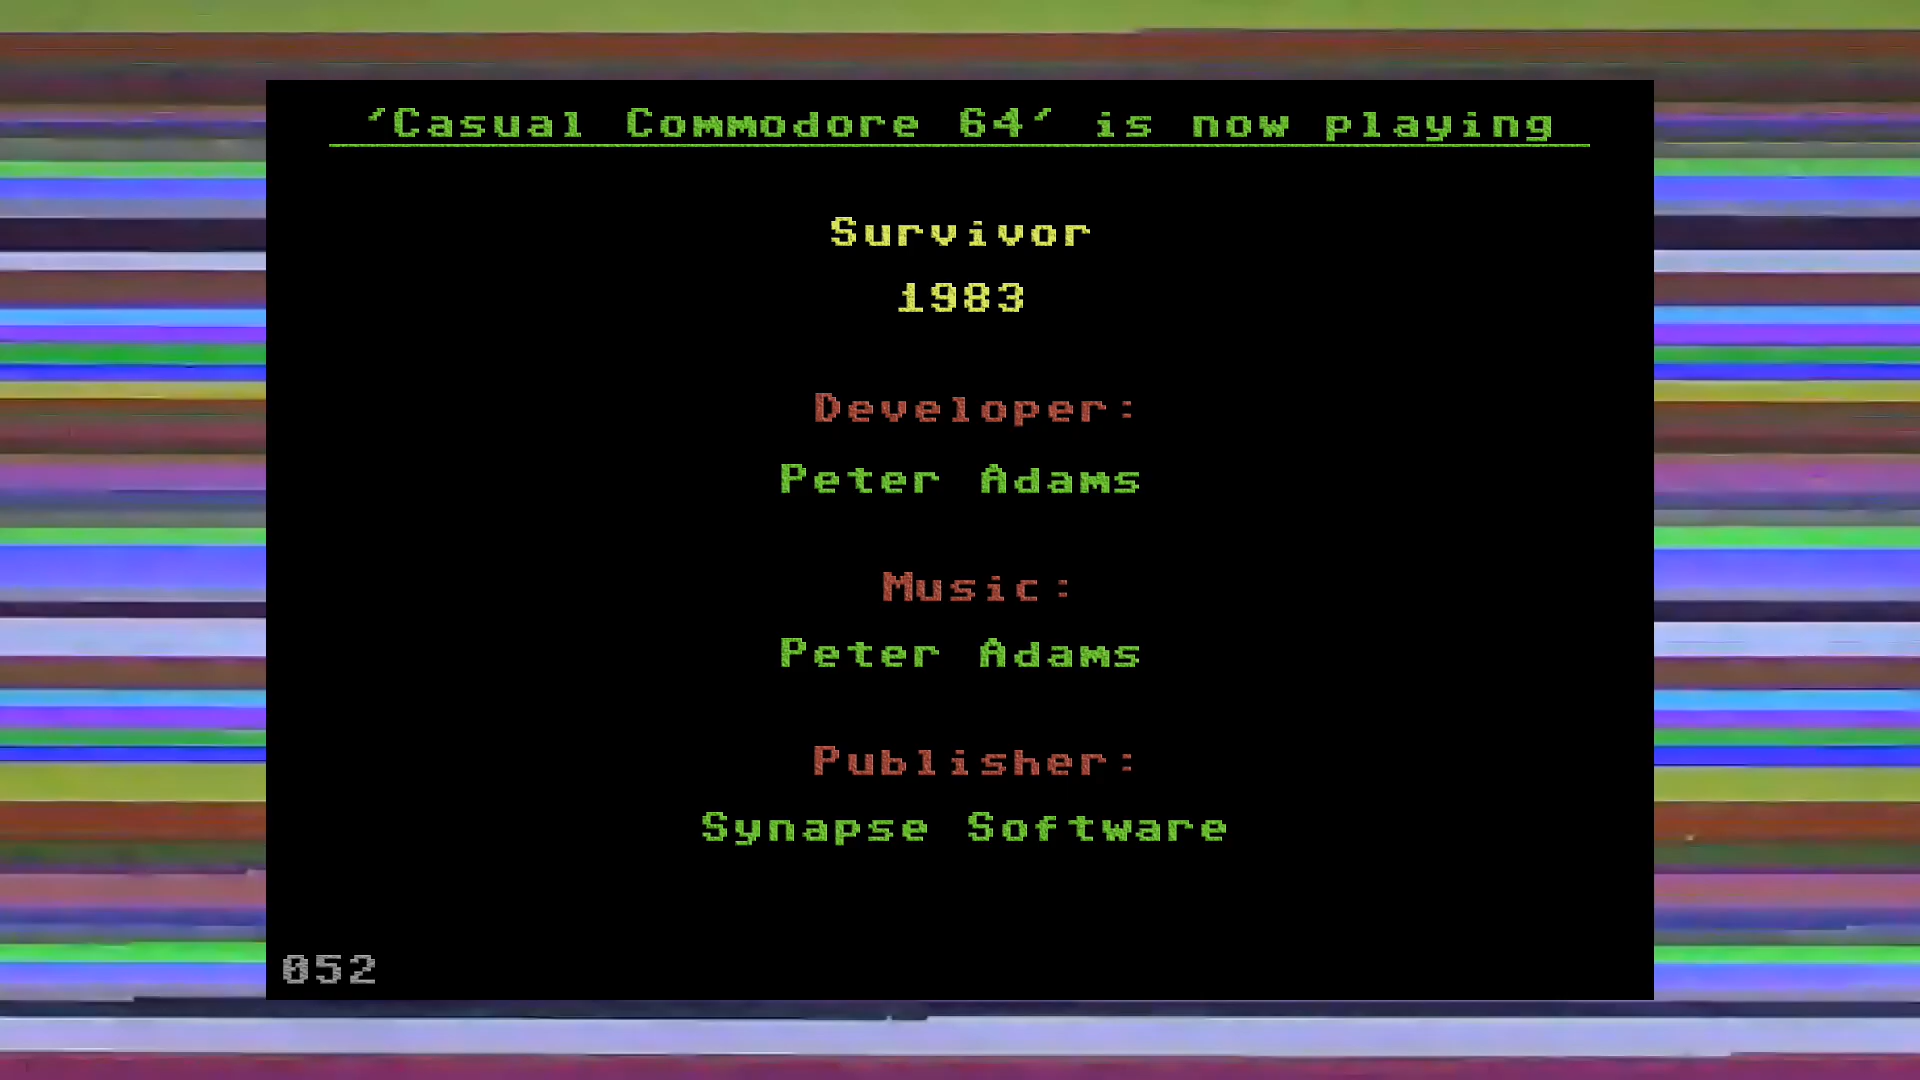 'Casual Commodore 64' is now playing
Survivor
1983
Developer:
Peter Adams
Music:
Peter Adams
Publisher:
Synapse Software
052